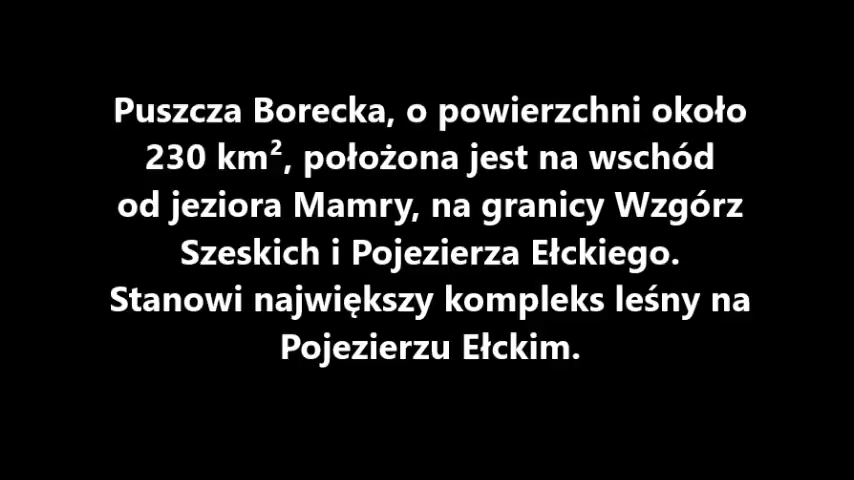 Puszcza Borecka, o powierzchni około
230 km², położona jest na wschód
od jeziora Mamry, na granicy Wzgórz
Szeskich i Pojezierza Ełckiego.
Stanowi największy kompleks leśny na
Pojezierzu Ełckim.